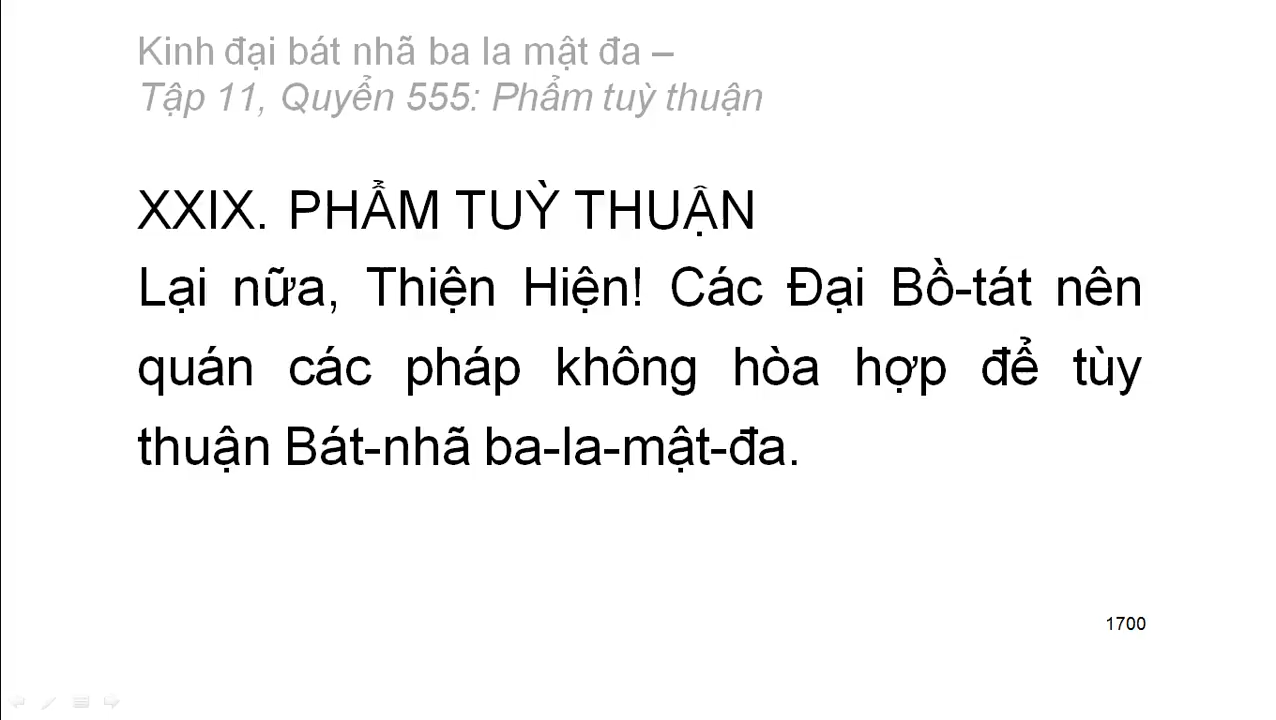 Kinh đại bát nhã ba la mật đa –
Tập 11, Quyển 555: Phẩm tuỳ thuận
XXIX. PHẨM TUỲ THUẬN
Lại nữa, Thiện Hiện! Các Đại Bồ-tát nên
quán các pháp không hòa hợp để tùy
thuận Bát-nhã ba-la-mật-đa.
1700